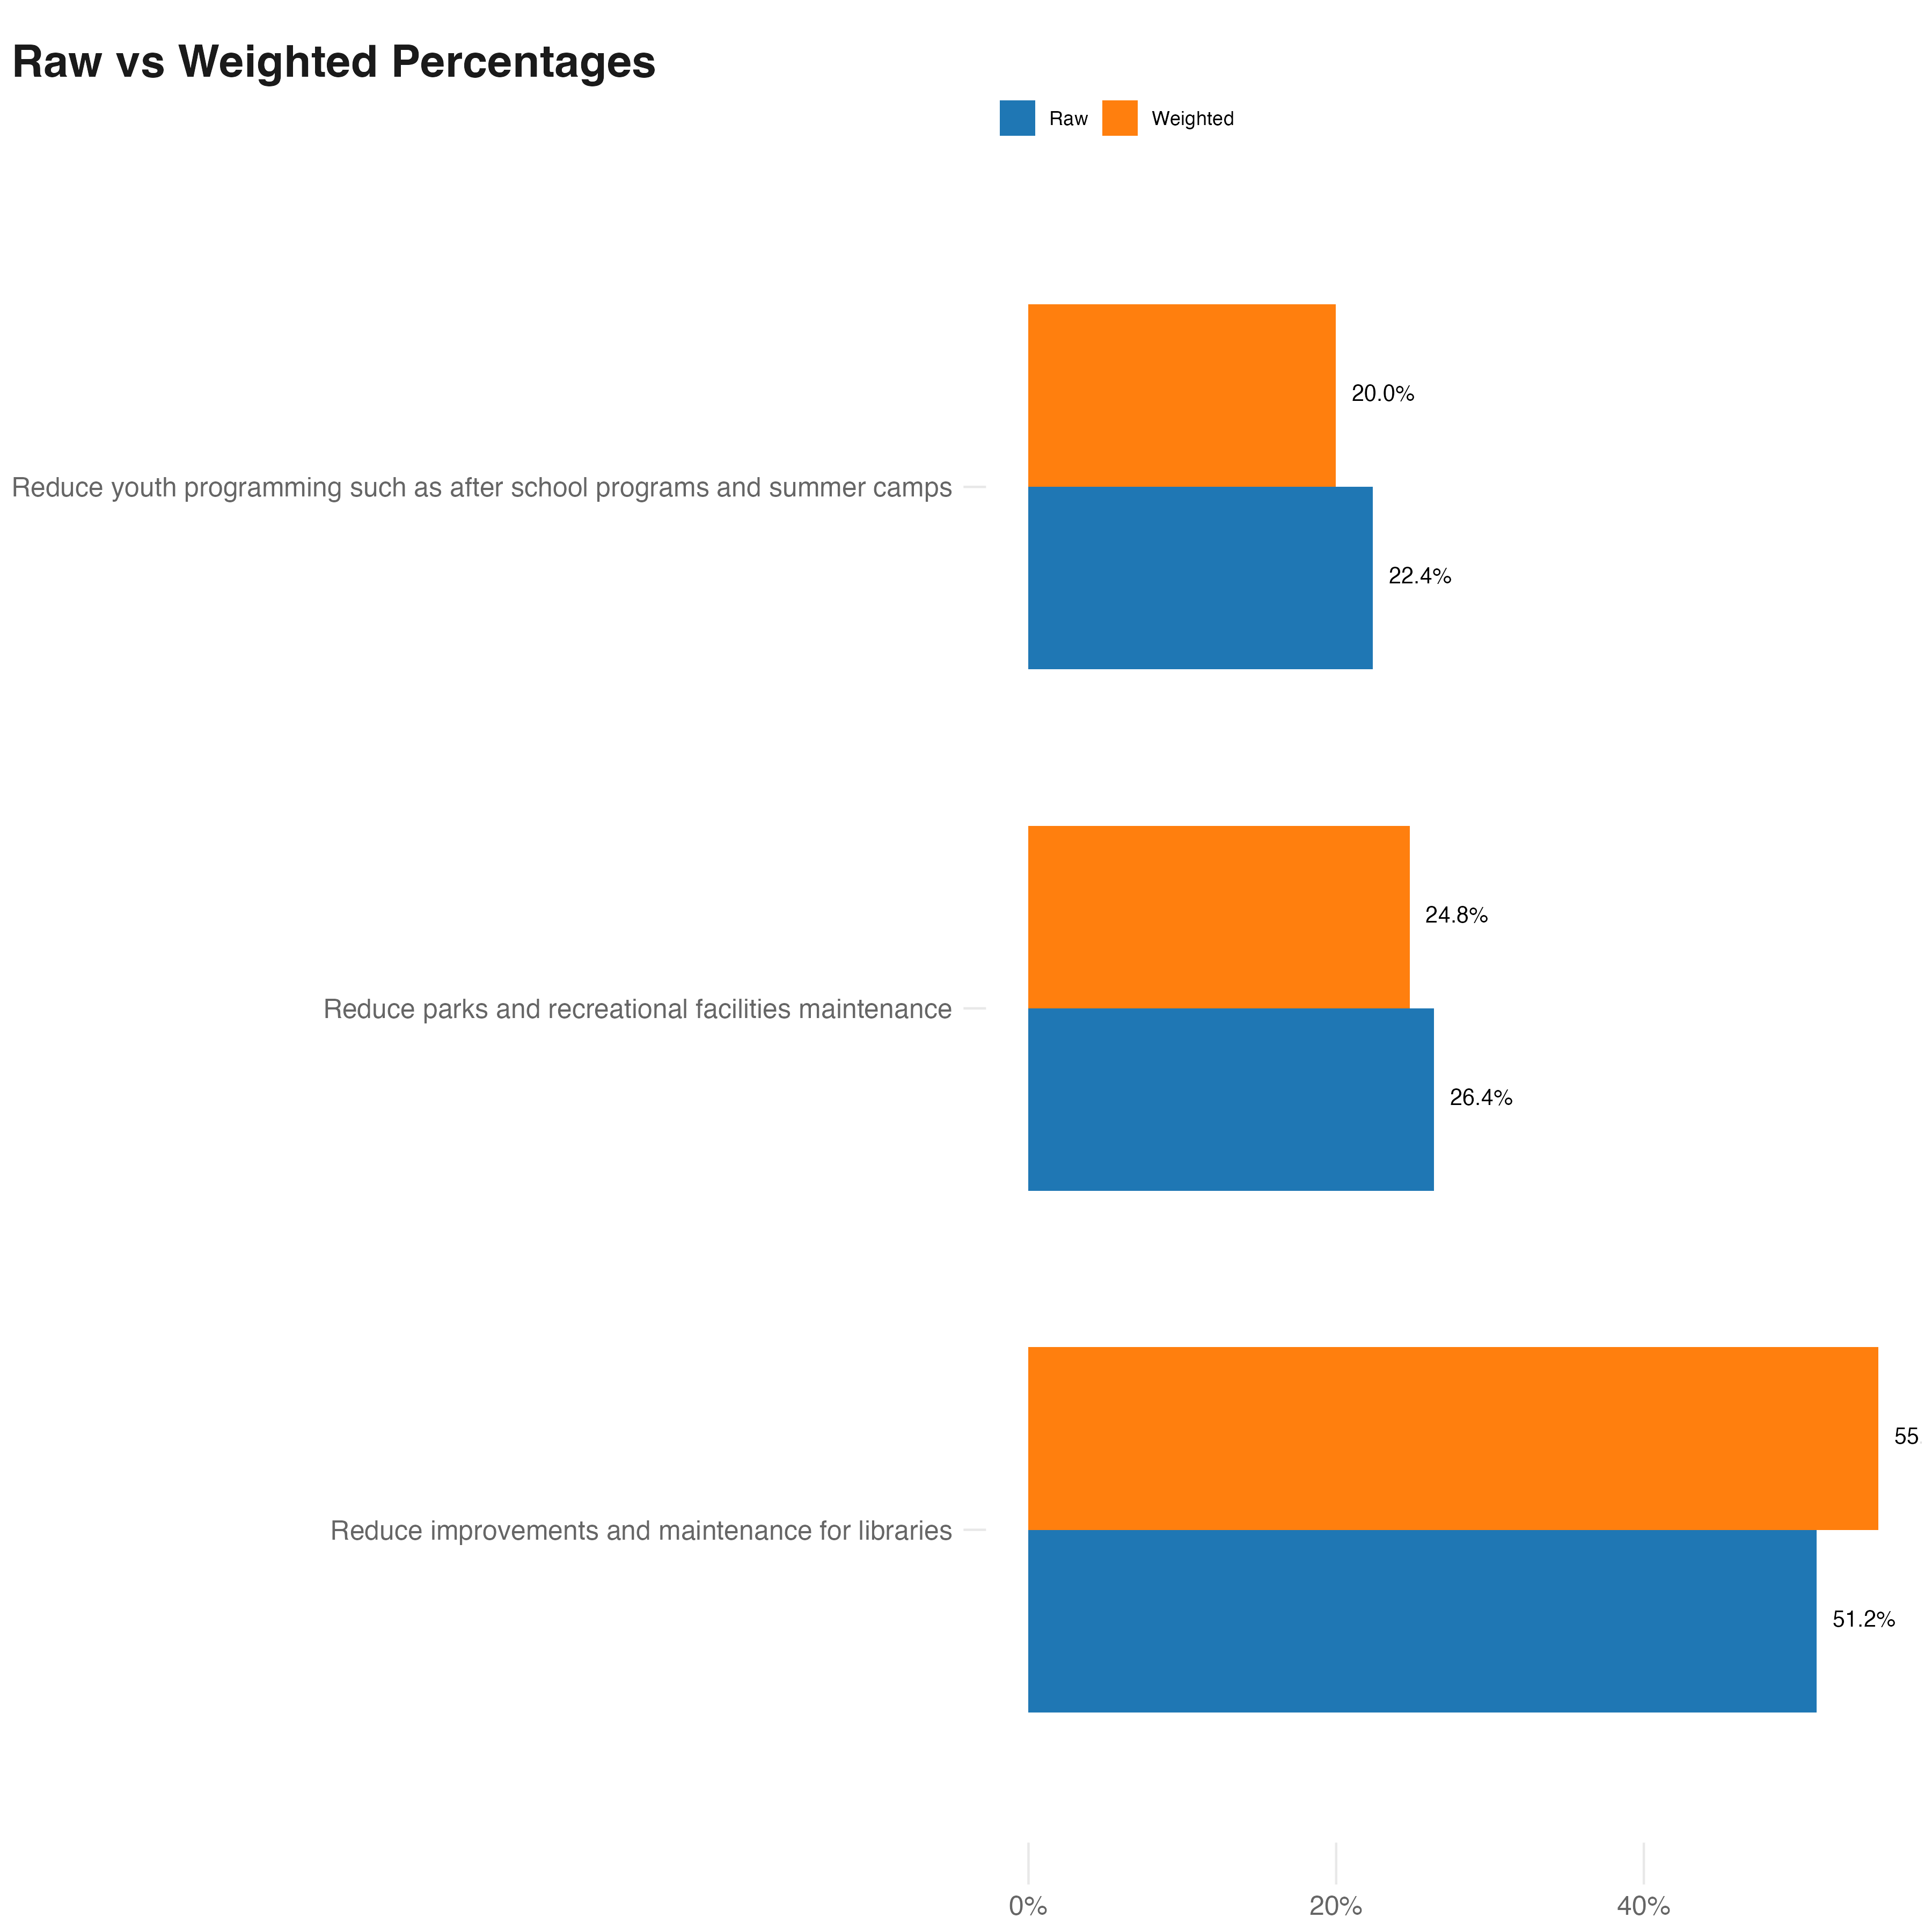 Raw vs Weighted Percentages
Raw Weighted
20.0%
Reduce youth programming such as after school programs and summer camps
22.4%
24.8%
Reduce parks and recreational facilities maintenance
26.4%
55
Reduce improvements and maintenance for libraries
51.2%
0% 20% 40%